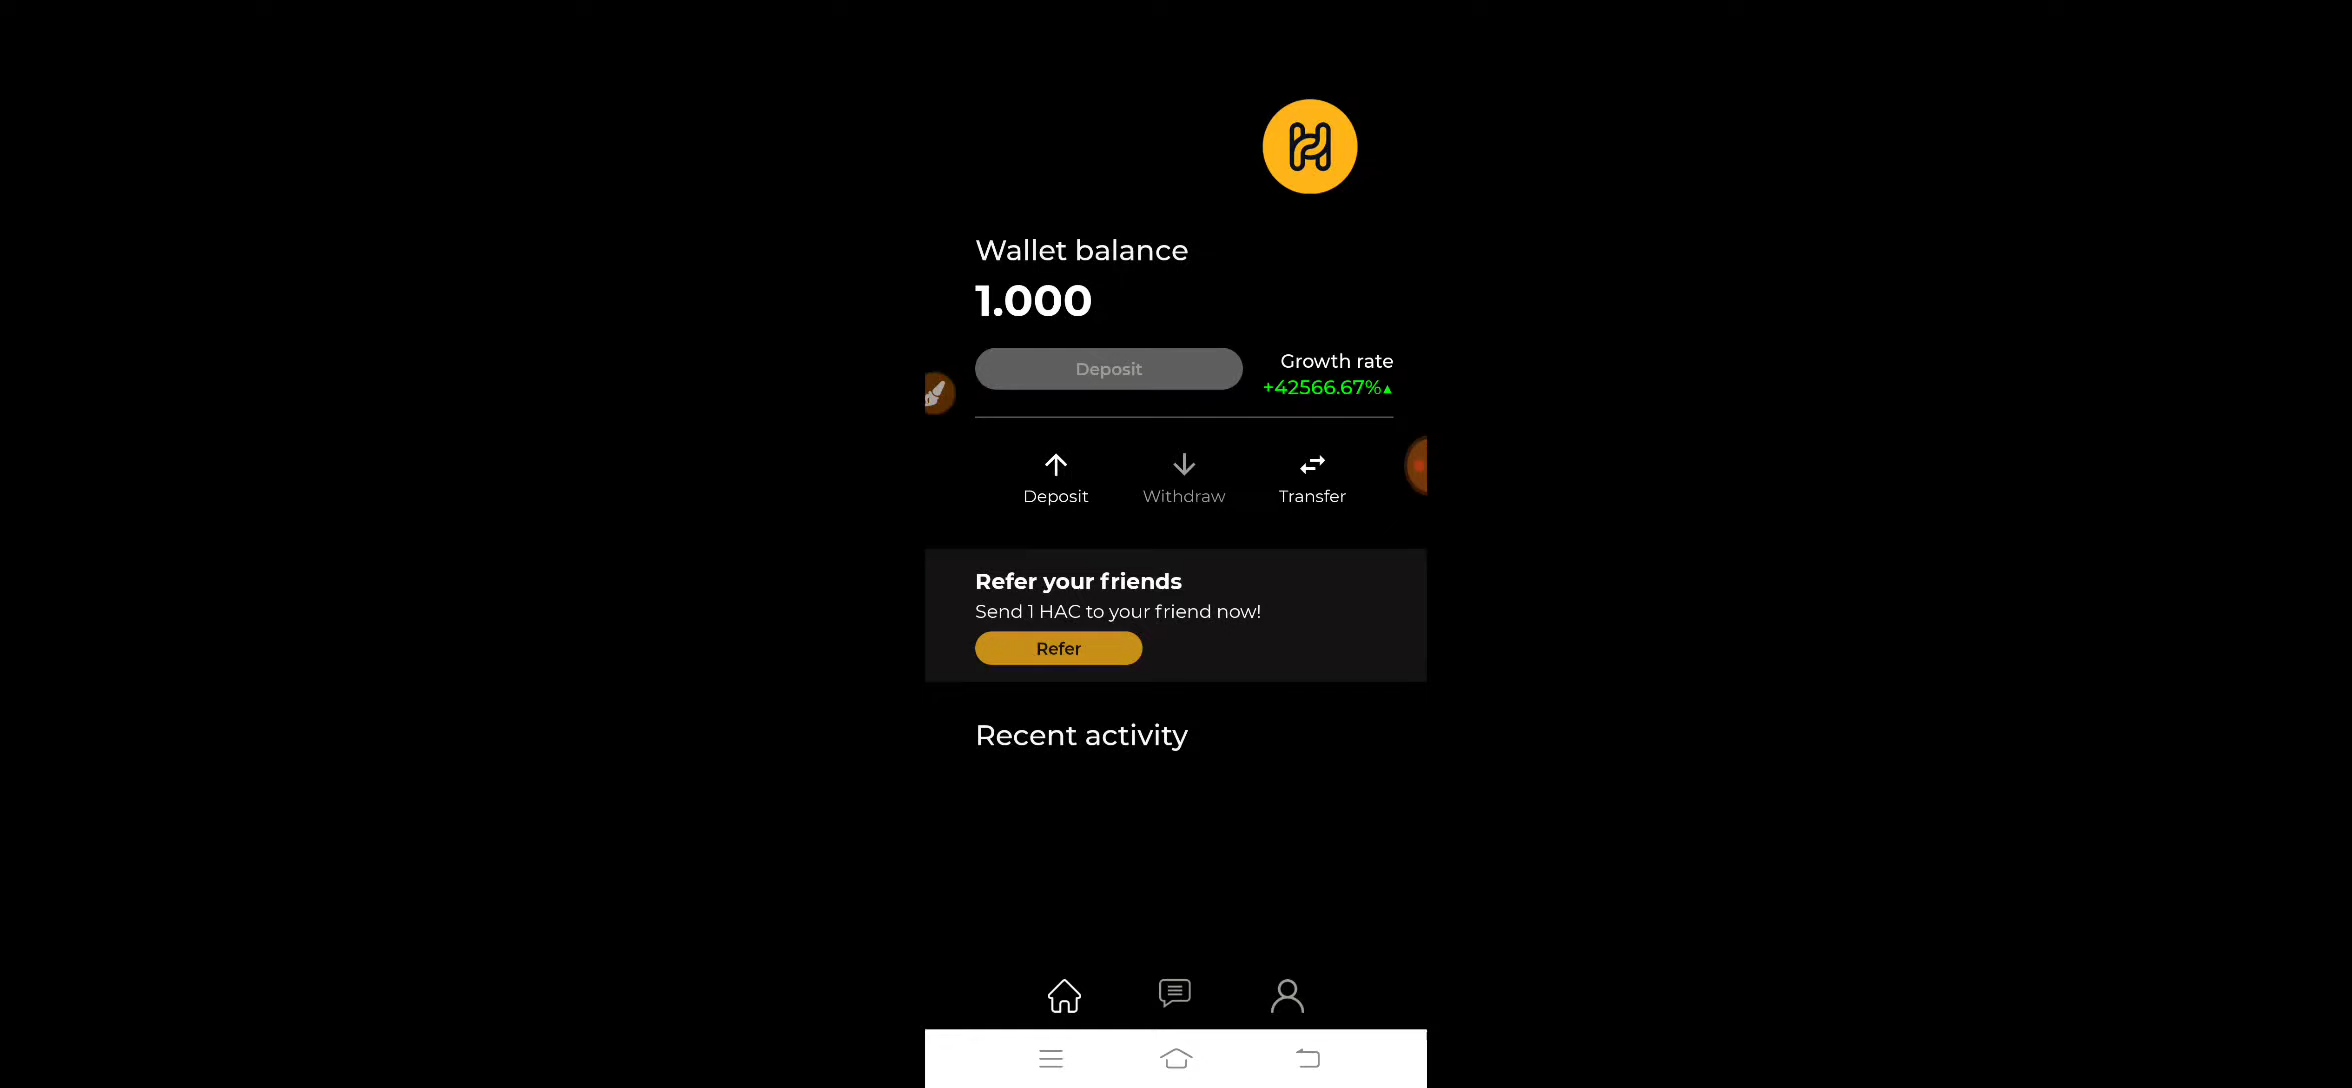 Wallet balance
1.000
Deposit
Growth rate
+42566.67%▲
Deposit
Withdraw
Transfer
Refer your friends
Send 1 HAC to your friend now!
Refer
Recent activity